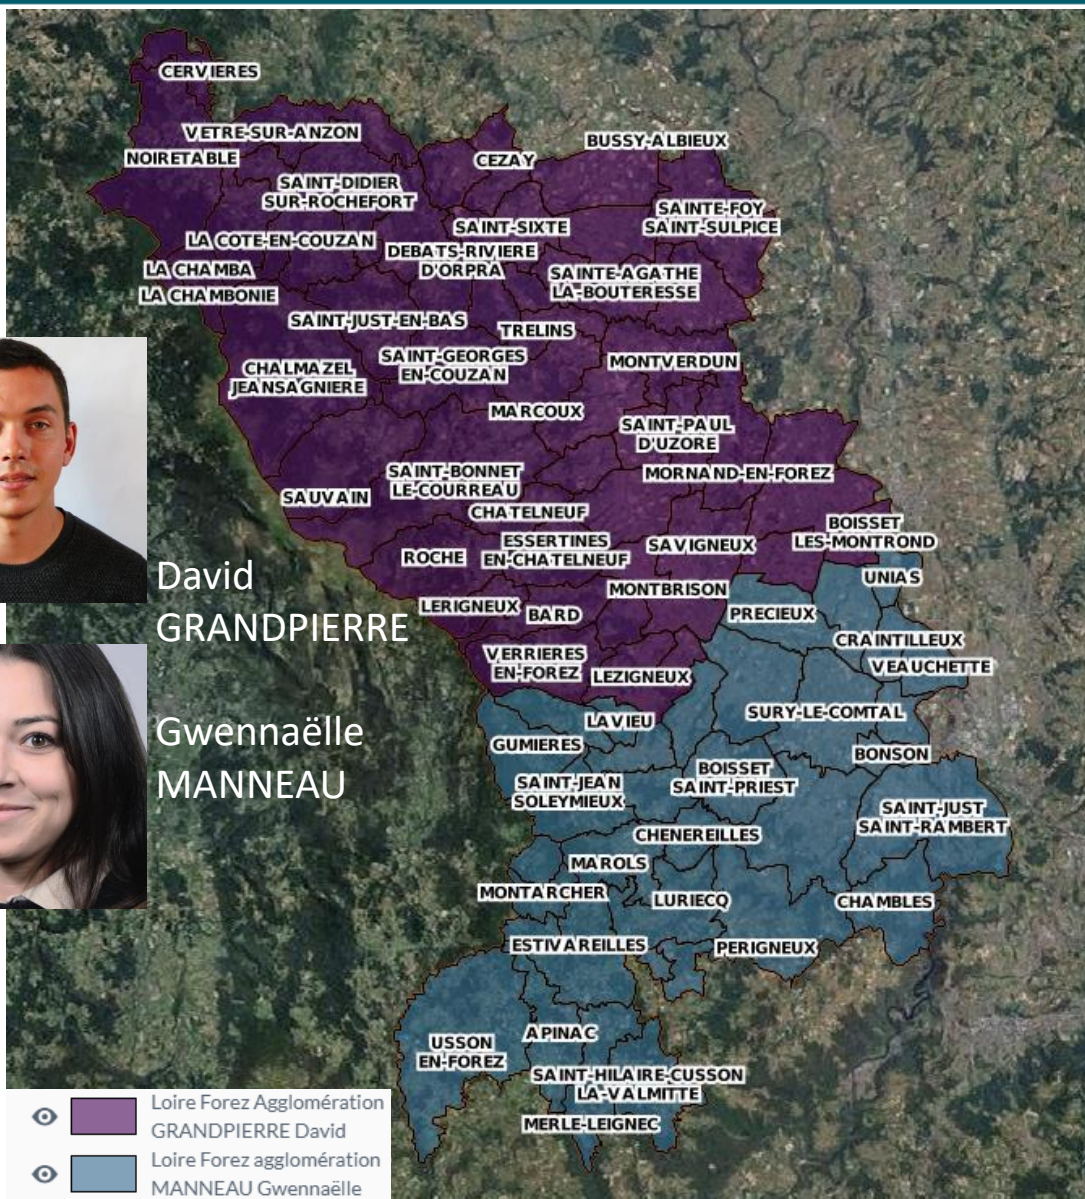 CERVIERES
VETRE-SUR-ANZON
NOIRETABLE
BUSSY-ALBIEUX
CEZAY
SAINT-DIDIER
SUR-ROCHEFORT
SAINTE-FOY
SAINT-SULPICE
SAINT-SIXTE
LA COTE-EN-COUZAN
DEBATS-RIVIERE
D'ORPRA
LA CHAMBA
SAINTE-AGATHE
LA-BOUTERESSE
LA CHAMBONIE
SAINT-JUST-EN-BAS
TRELINS
SAINT-GEORGES
EN-COUZAN
MONTVERDUN
CHALMAZEL
JEANSAGNIERE
MARCOUX
SAINT-PAUL
D'UZORE
SAINT-BONNET
LE-COURREAU
MORNAND-EN-FOREZ
SAUVAIN
CHATELNEUF
BOISSET
LES-MONTROND
ROCHE
ESSERTINES
EN-CHATELNEUF
SAVIGNEUX
UNIAS
David
GRANDPIERRE
MONTBRISON
LERIGNEUX
BARD
PRECIEUX
CRAINTILLEUX
VERRIERES
EN-FOREZ
LEZIGNEUX
VEAUCHETTE
Gwennaëlle
MANNEAU
LAVIEU
SURY-LE-COMTAL
GUMIERES
BONSON
SAINT-JEAN
SOLEYMIEUX
BOISSET
SAINT-PRIEST
SAINT-JUST
SAINT-RAMBERT
CHENEREILLES
MAROLS
MONTARCHER
LURIECQ
CHAMBLES
ESTIVAREILLES
PERIGNEUX
USSON
EN-FOREZ
APINAC
SAINT-HILAIRE-CUSSON
LA-VALMITTE
MERLE-LEIGNEC
Loire Forez Agglomération
GRANDPIERRE David
Loire Forez agglomération
MANNEAU Gwennaëlle